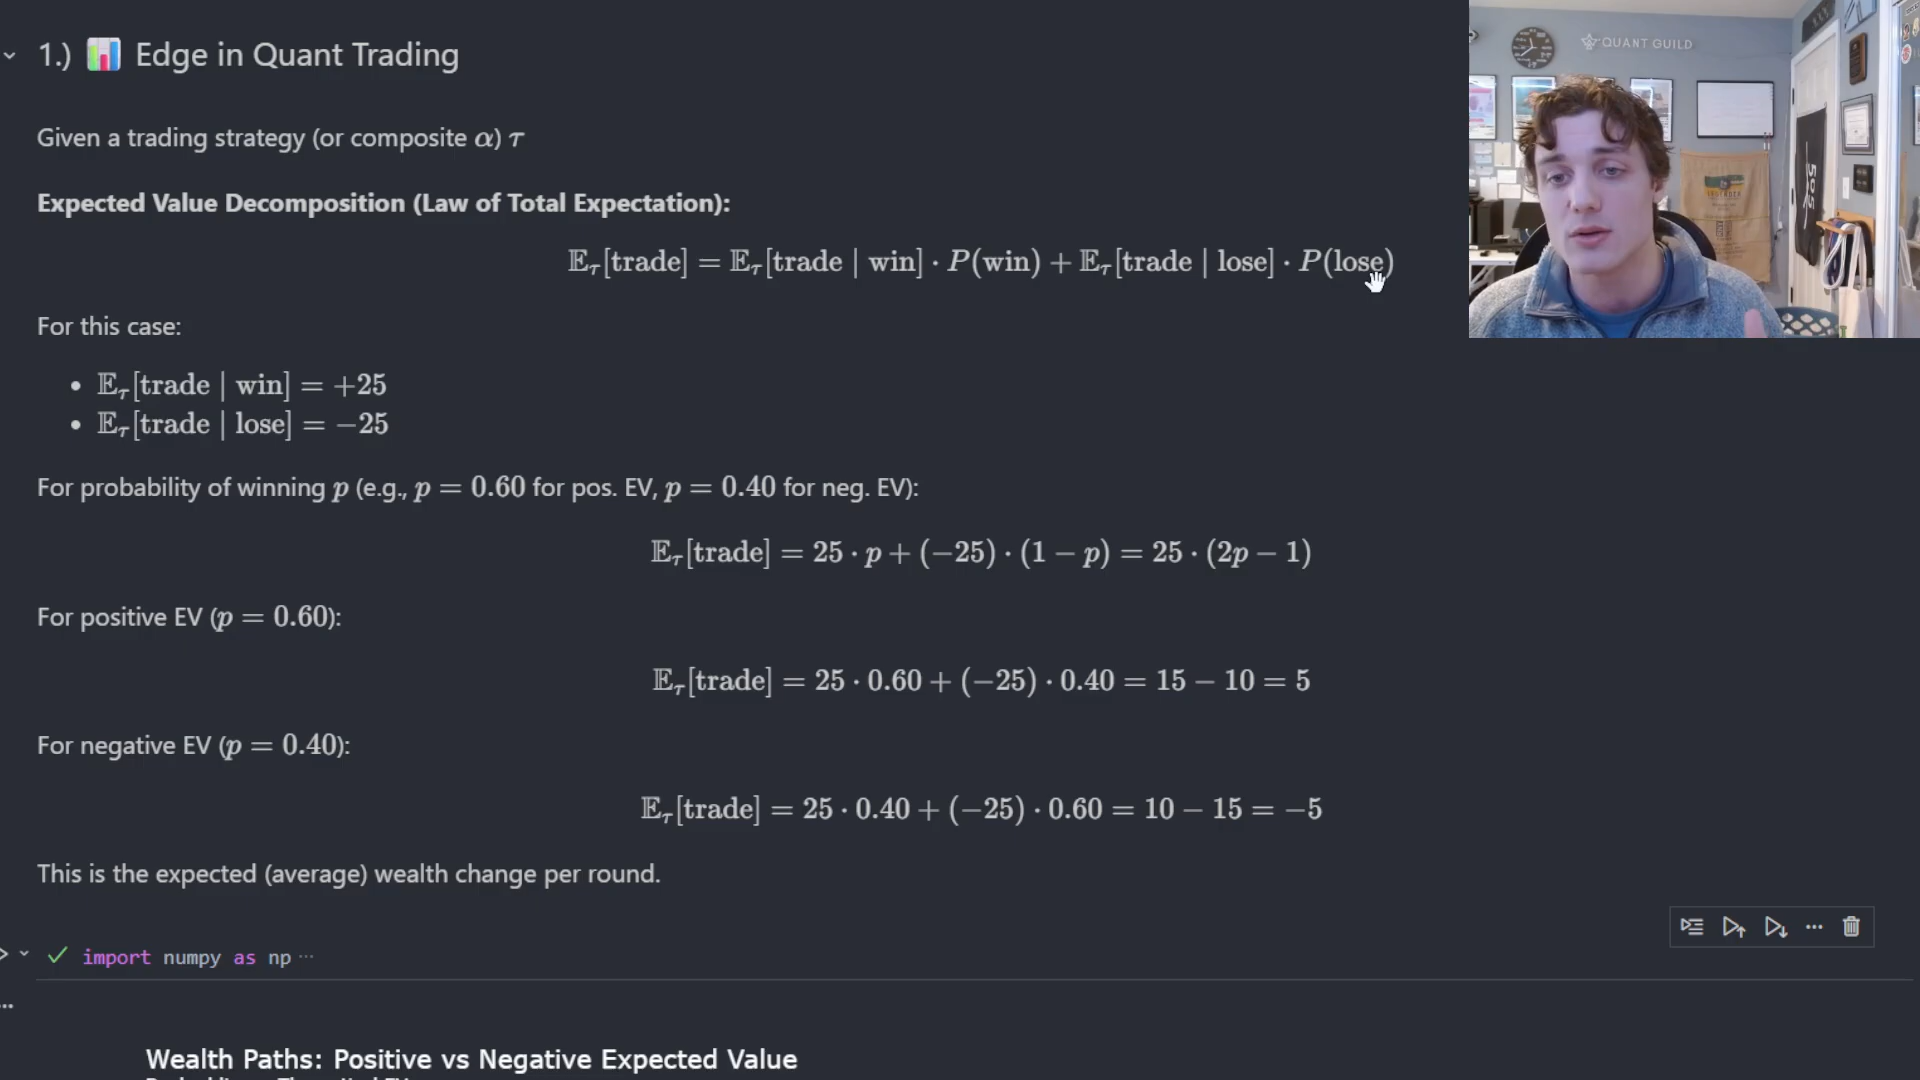 1.) 📊 Edge in Quant Trading
QUANT GUILD
Given a trading strategy (or composite α) τ
Expected Value Decomposition (Law of Total Expectation):
𝔼τ[trade] = 𝔼τ[trade | win] · P(win) + 𝔼τ[trade | lose] · P(lose)
For this case:
• 𝔼τ[trade | win] = +25
• 𝔼τ[trade | lose] = −25
For probability of winning p (e.g., p = 0.60 for pos. EV, p = 0.40 for neg. EV):
𝔼τ[trade] = 25 · p + (−25) · (1 − p) = 25 · (2p − 1)
For positive EV (p = 0.60):
𝔼τ[trade] = 25 · 0.60 + (−25) · 0.40 = 15 − 10 = 5
For negative EV (p = 0.40):
𝔼τ[trade] = 25 · 0.40 + (−25) · 0.60 = 10 − 15 = −5
This is the expected (average) wealth change per round.
import numpy as np ···
Wealth Paths: Positive vs Negative Expected Value